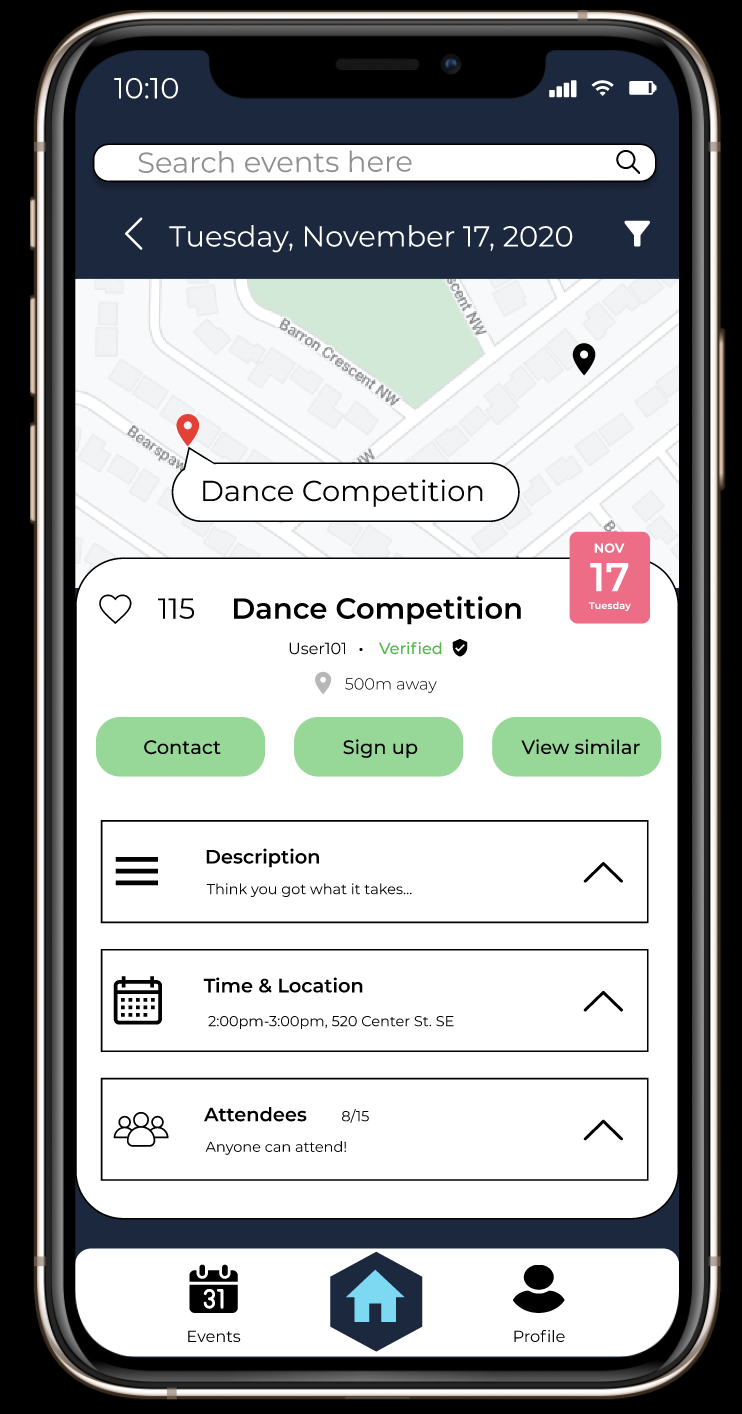 10:10
Search events here
Tuesday, November 17, 2020
cent NW
Barron Crescent NW
Bearspaw
NW
Dance Competition
NOV
17
Tuesday
115 Dance Competition
User101 • Verified
500m away
Contact Sign up View similar
Description
Think you got what it takes...
Time & Location
2:00pm-3:00pm, 520 Center St. SE
Attendees 8/15
Anyone can attend!
31
Events Profile